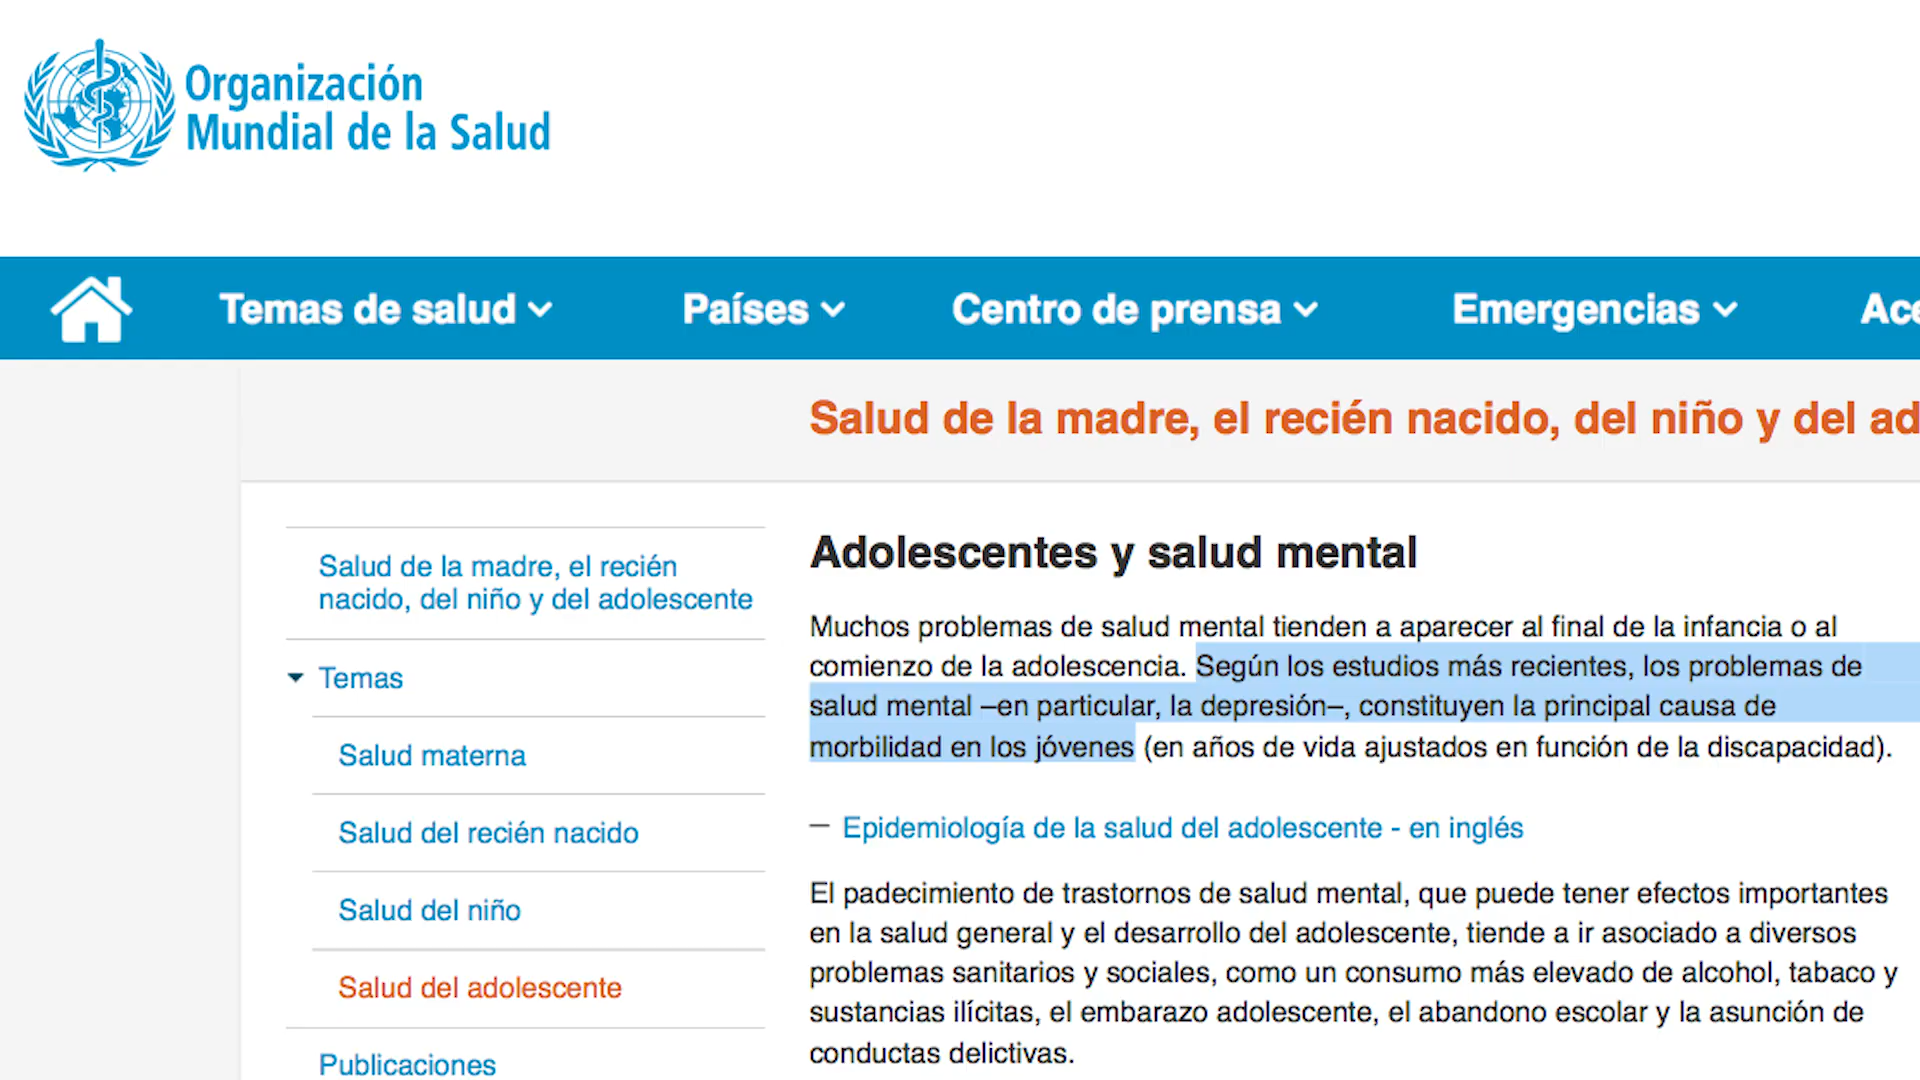 Organización
Mundial de la Salud
Temas de salud
Países
Centro de prensa
Emergencias
Salud de la madre, el recién nacido, del niño y del
Salud de la madre, el recién
nacido, del niño y del adolescente
Temas
Salud materna
Salud del recién nacido
Salud del niño
Salud del adolescente
Publicaciones
Adolescentes y salud mental
Muchos problemas de salud mental tienden a aparecer al final de la infancia o al
comienzo de la adolescencia. Según los estudios más recientes, los problemas de
salud mental –en particular, la depresión–, constituyen la principal causa de
morbilidad en los jóvenes (en años de vida ajustados en función de la discapacidad).
— Epidemiología de la salud del adolescente - en inglés
El padecimiento de trastornos de salud mental, que puede tener efectos importantes
en la salud general y el desarrollo del adolescente, tiende a ir asociado a diversos
problemas sanitarios y sociales, como un consumo más elevado de alcohol, tabaco y
sustancias ilícitas, el embarazo adolescente, el abandono escolar y la asunción de
conductas delictivas.